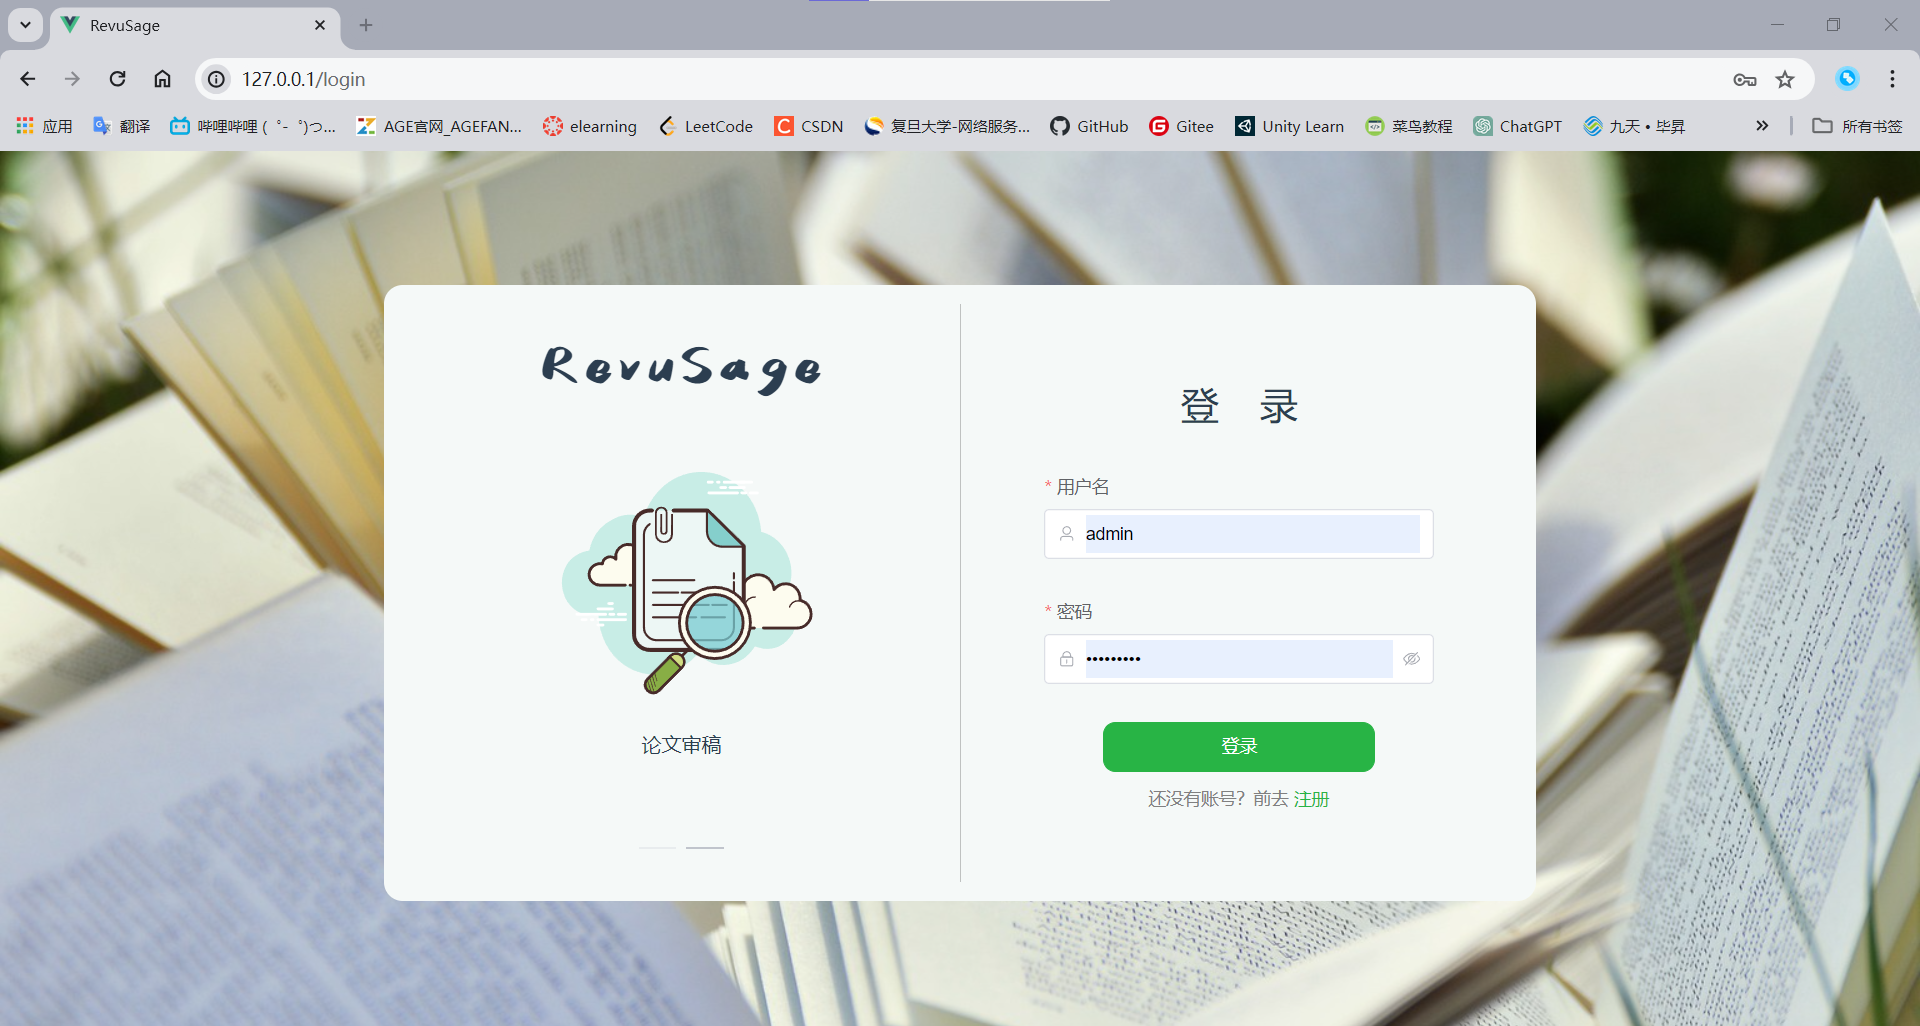 RevuSage
127.0.0.1/login
应用
翻译
哔哩哔哩 (゜-゜)つ...
AGE官网_AGEFAN...
elearning
LeetCode
CSDN
复旦大学-网络服务...
GitHub
Gitee
Unity Learn
菜鸟教程
ChatGPT
九天 • 毕昇
所有书签
RevuSage
论文审稿
登 录
* 用户名
admin
* 密码
•••••••••
登录
还没有账号？前去 注册